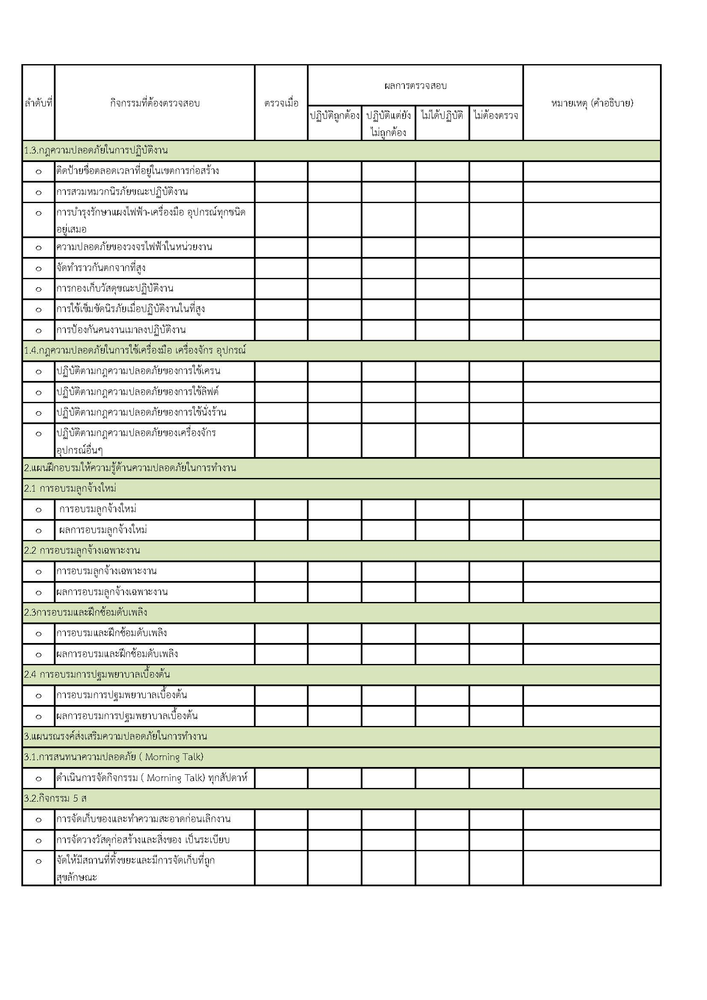 ผลการตรวจสอบ
ลำดับที่ กิจกรรมที่ต้องตรวจสอบ ตรวจเมื่อ หมายเหตุ (คำอธิบาย)
ปฏิบัติถูกต้อง ปฏิบัติแต่ยัง ไม่ได้ปฏิบัติ ไม่ต้องตรวจ
ไม่ถูกต้อง
1.3.กฎความปลอดภัยในการปฏิบัติงาน
o ติดป้ายชื่อตลอดเวลาที่อยู่ในเขตการก่อสร้าง
o การสวมหมวกนิรภัยขณะปฏิบัติงาน
o การบำรุงรักษาแผงไฟฟ้า-เครื่องมือ อุปกรณ์ทุกชนิด
อยู่เสมอ
o ความปลอดภัยของวงจรไฟฟ้าในหน่วยงาน
o จัดทำราวกันตกจากที่สูง
o การกองเก็บวัสดุขณะปฏิบัติงาน
o การใช้เข็มขัดนิรภัยเมื่อปฏิบัติงานในที่สูง
o การป้องกันคนงานเมาลงปฏิบัติงาน
1.4.กฎความปลอดภัยในการใช้เครื่องมือ เครื่องจักร อุปกรณ์
o ปฏิบัติตามกฎความปลอดภัยของการใช้เครน
o ปฏิบัติตามกฎความปลอดภัยของการใช้ลิฟต์
o ปฏิบัติตามกฎความปลอดภัยของการใช้นั่งร้าน
o ปฏิบัติตามกฎความปลอดภัยของเครื่องจักร
อุปกรณ์อื่นๆ
2.แผนฝึกอบรมให้ความรู้ด้านความปลอดภัยในการทำงาน
2.1 การอบรมลูกจ้างใหม่
o การอบรมลูกจ้างใหม่
o ผลการอบรมลูกจ้างใหม่
2.2 การอบรมลูกจ้างเฉพาะงาน
o การอบรมลูกจ้างเฉพาะงาน
o ผลการอบรมลูกจ้างเฉพาะงาน
2.3การอบรมและฝึกซ้อมดับเพลิง
o การอบรมและฝึกซ้อมดับเพลิง
o ผลการอบรมและฝึกซ้อมดับเพลิง
2.4 การอบรมการปฐมพยาบาลเบื้องต้น
o การอบรมการปฐมพยาบาลเบื้องต้น
o ผลการอบรมการปฐมพยาบาลเบื้องต้น
3.แผนรณรงค์ส่งเสริมความปลอดภัยในการทำงาน
3.1.การสนทนาความปลอดภัย ( Morning Talk)
o ดำเนินการจัดกิจกรรม ( Morning Talk) ทุกสัปดาห์
3.2.กิจกรรม 5 ส
o การจัดเก็บของและทำความสะอาดก่อนเลิกงาน
o การจัดวางวัสดุก่อสร้างและสิ่งของ เป็นระเบียบ
o จัดให้มีสถานที่ทิ้งขยะและมีการจัดเก็บที่ถูก
สุขลักษณะ